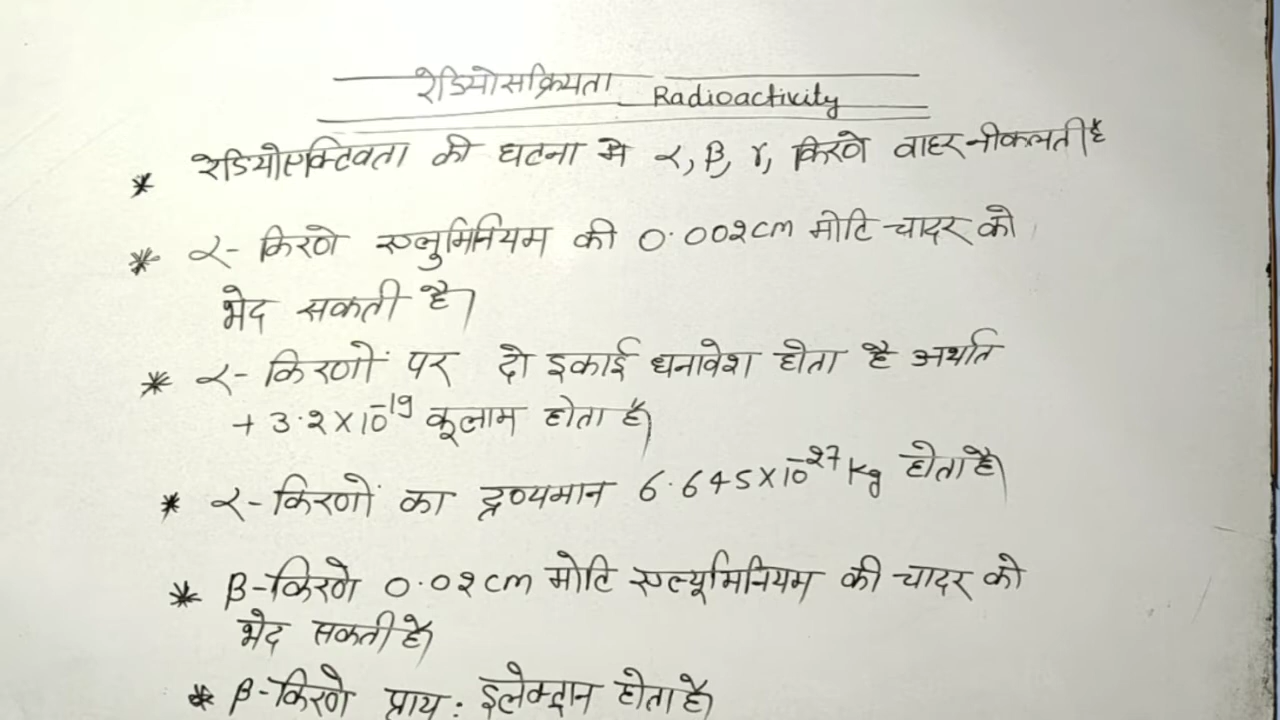 रेडियोसक्रियता Radioactivity
* रेडियोएक्टिवता की घटना मे α, β, γ, किरणे वाहर नीकलती है
* α- किरणे एलुमिनियम की 0.002cm मोटि चादर को
भेद सकती है।
* α- किरणों पर दो इकाई धनावेश होता है अर्थात
+ 3.2×10⁻¹⁹ कूलाम होता है।
* α-किरणों का द्रव्यमान 6.645×10⁻²⁷ Kg होता है।
* β-किरणे 0.02cm मोटि एल्यूमिनियम की चादर को
भेद सकती है।
* β-किरणे प्राय: इलेक्ट्रान होता है।